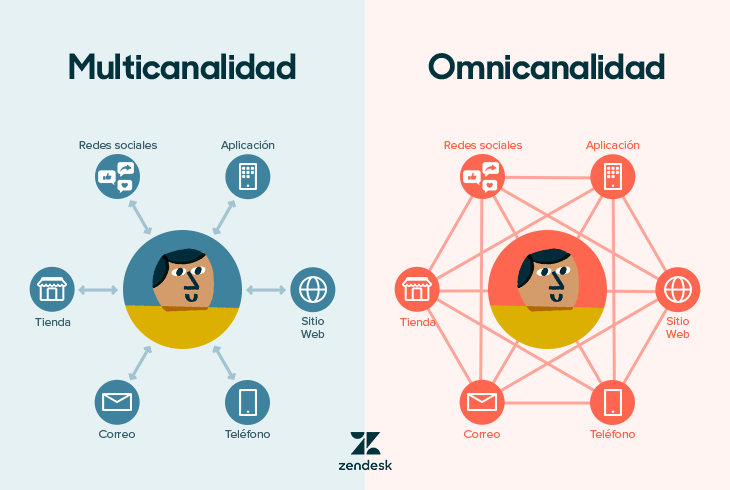 Multicanalidad
Redes sociales
Aplicación
Tienda
Sitio
Web
Correo
Teléfono
Omnicanalidad
Redes sociales
Aplicación
Tienda
Sitio
Web
Correo
Teléfono
zendesk